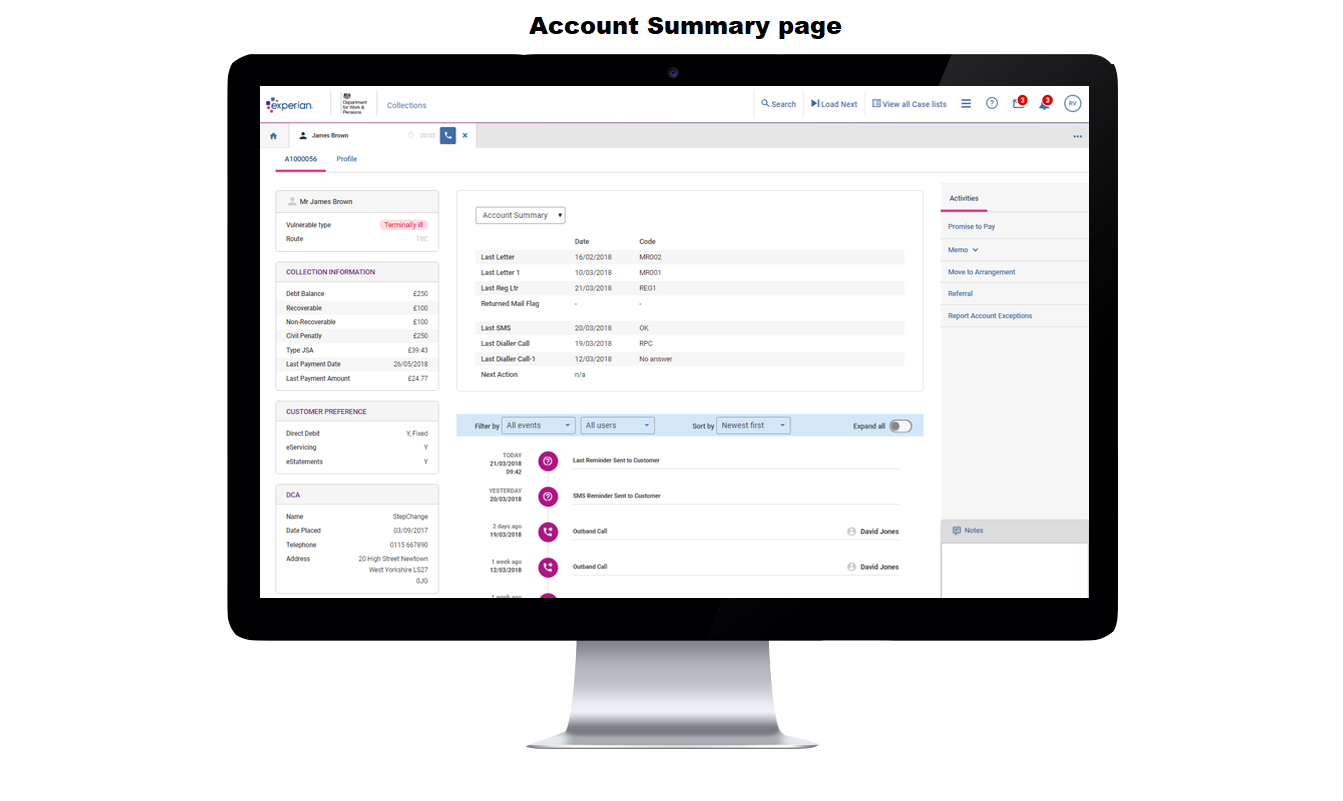 Account Summary page
experian.
Department
for Work &
Pensions
Collections
Search
Load Next
View all Case lists
?
3
3
RV
James Brown
00:00
x
...
A1000056
Profile
Mr James Brown
Vulnerable type Terminally ill
Route TBC
COLLECTION INFORMATION
Debt Balance £250
Recoverable £100
Non-Recoverable £100
Civil Penatly £250
Type JSA £39.43
Last Payment Date 26/05/2018
Last Payment Amount £24.77
CUSTOMER PREFERENCE
Direct Debit Y, Fixed
eServicing Y
eStatements Y
DCA
Name StepChange
Date Placed 03/09/2017
Telephone 0115 667890
Address 20 High Street Newtown
West Yorkshire LS27
0JG
Account Summary
Date Code
Last Letter 16/02/2018 MR002
Last Letter 1 10/03/2018 MR001
Last Reg Ltr 21/03/2018 REG1
Returned Mail Flag - -
Last SMS 20/03/2018 OK
Last Dialler Call 19/03/2018 RPC
Last Dialler Call-1 12/03/2018 No answer
Next Action n/a
Filter by All events All users Sort by Newest first Expand all
TODAY
21/03/2018
09:42
? Last Reminder Sent to Customer
YESTERDAY
20/03/2018
? SMS Reminder Sent to Customer
2 days ago
19/03/2018
Outband Call David Jones
1 week ago
12/03/2018
Outband Call David Jones
1 week ago
Activities
Promise to Pay
Memo
Move to Arrangement
Referral
Report Account Exceptions
Notes